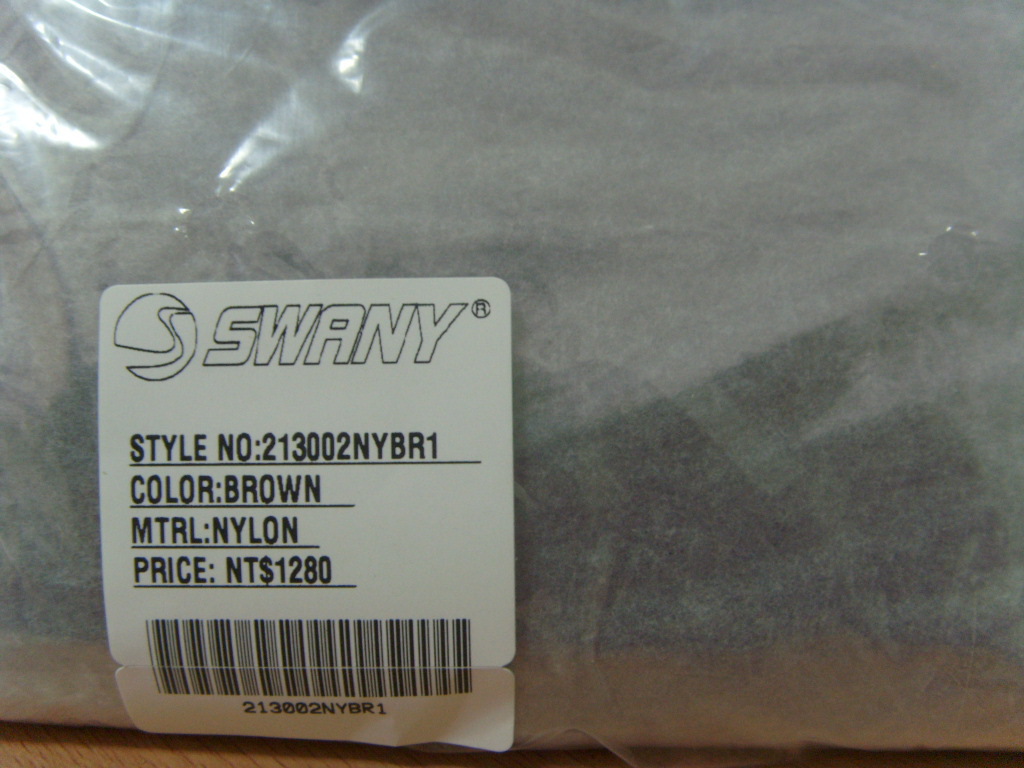 SWANY®
STYLE NO:213002NYBR1
COLOR:BROWN
MTRL:NYLON
PRICE: NT$1280
213002NYBR1